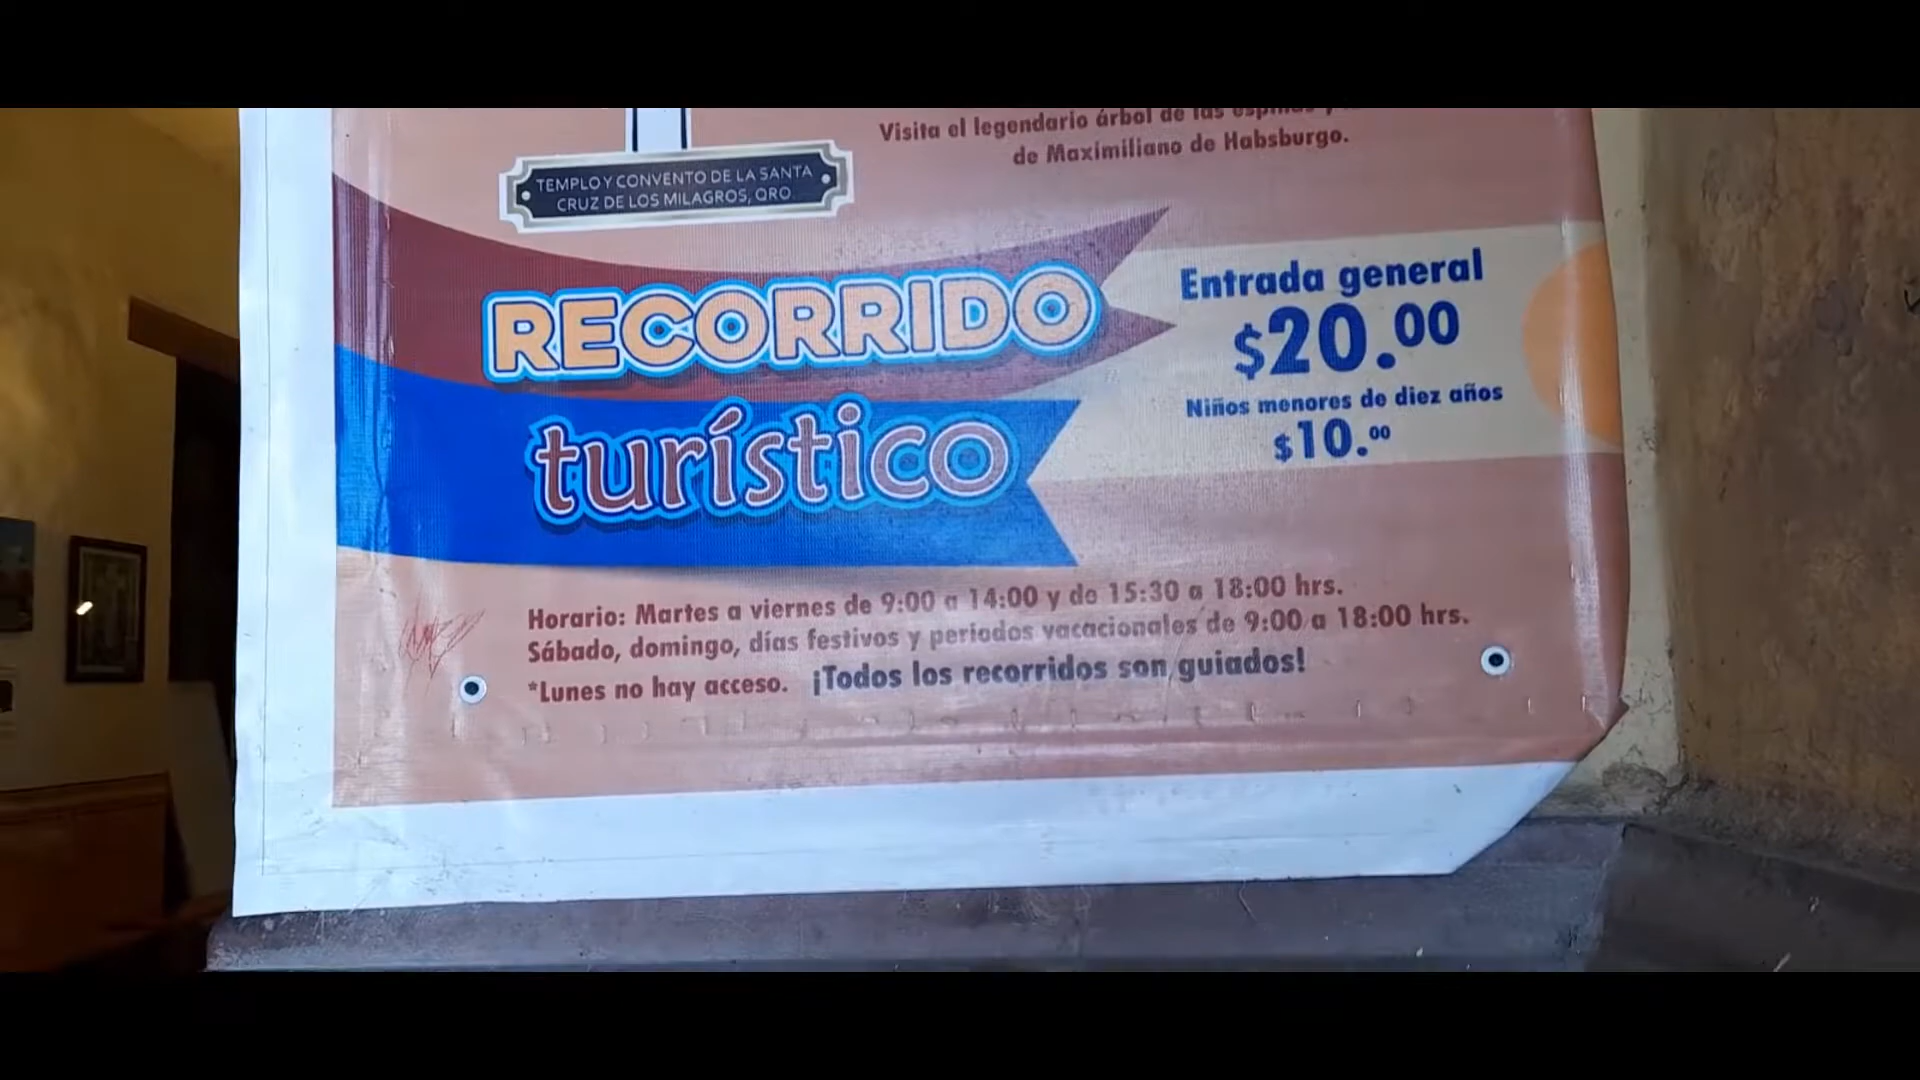 Visita el legendario árbol de las espinas y
de Maximiliano de Habsburgo.
TEMPLO Y CONVENTO DE LA SANTA
CRUZ DE LOS MILAGROS, QRO.
RECORRIDO
turístico
Entrada general
$20.00
Niños menores de diez años
$10.00
Horario: Martes a viernes de 9:00 a 14:00 y de 15:30 a 18:00 hrs.
Sábado, domingo, días festivos y periodos vacacionales de 9:00 a 18:00 hrs.
*Lunes no hay acceso. ¡Todos los recorridos son guiados!